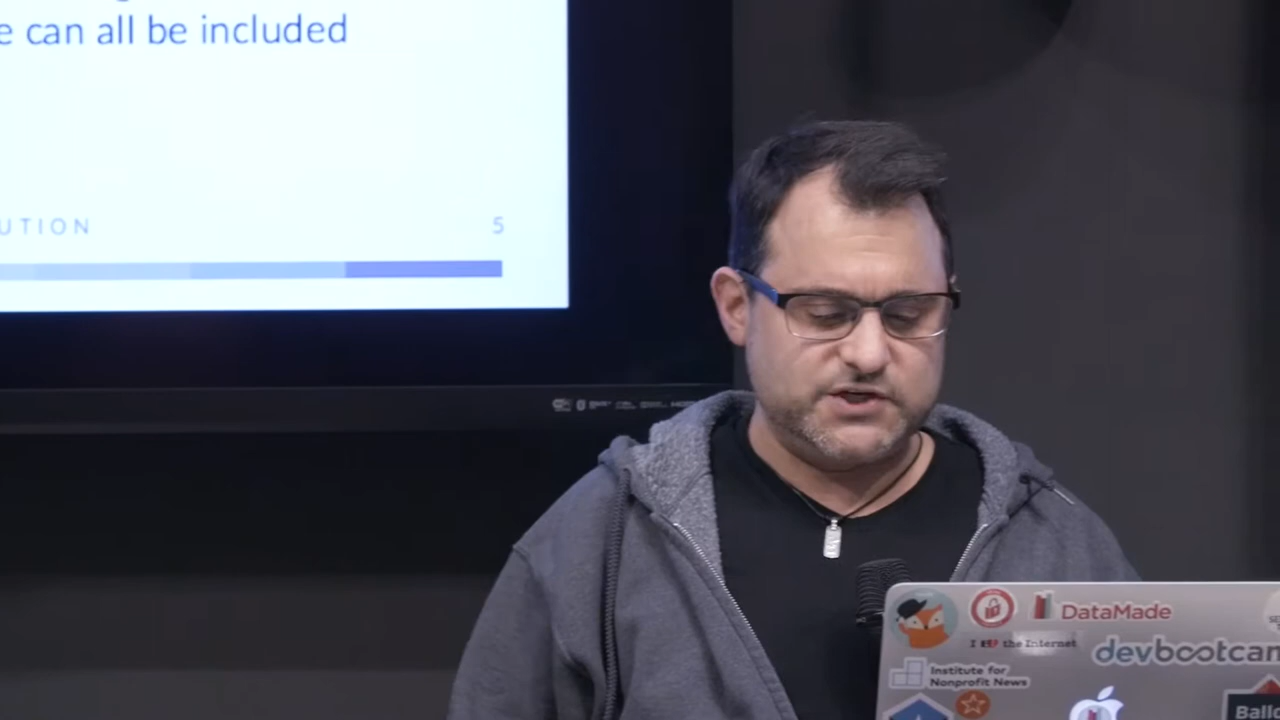 e can all be included
UTION
5
DataMade
I the Internet
devbootcam
Institute for
Nonprofit News
Ballo